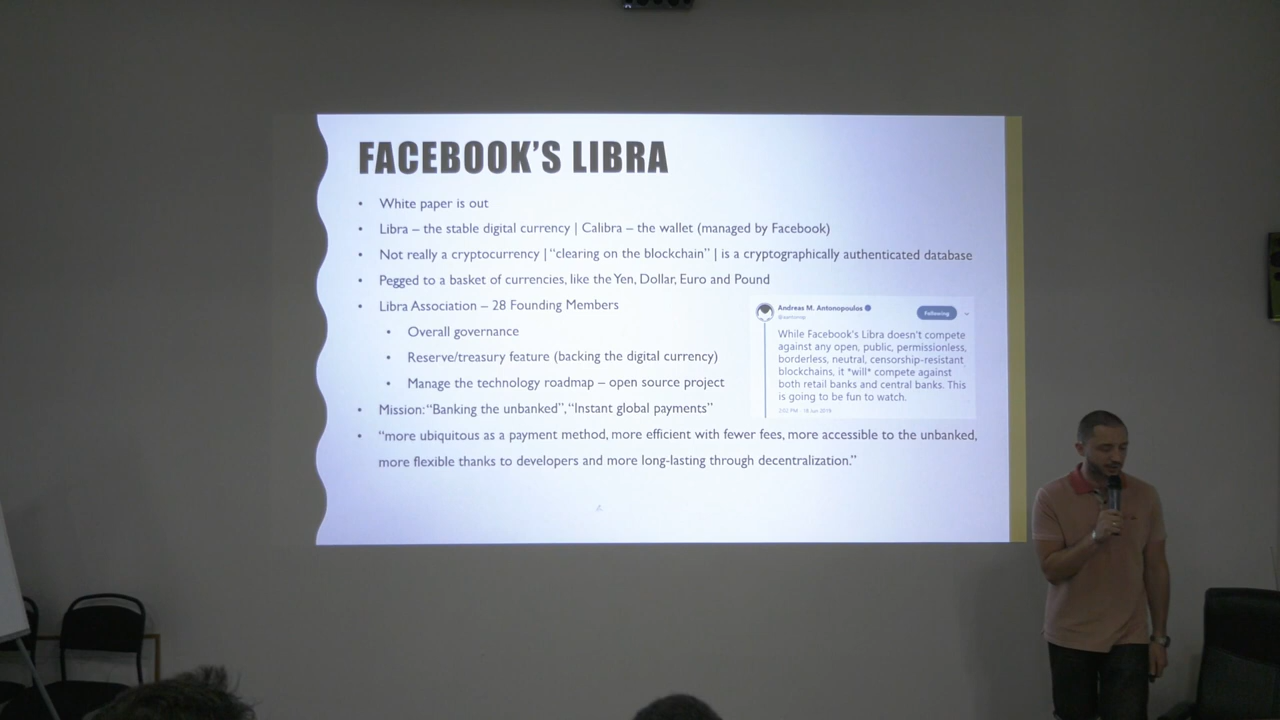 FACEBOOK'S LIBRA
• White paper is out
• Libra – the stable digital currency | Calibra – the wallet (managed by Facebook)
• Not really a cryptocurrency | “clearing on the blockchain” | is a cryptographically authenticated database
• Pegged to a basket of currencies, like the Yen, Dollar, Euro and Pound
• Libra Association – 28 Founding Members
• Overall governance
• Reserve/treasury feature (backing the digital currency)
• Manage the technology roadmap – open source project
• Mission: “Banking the unbanked”, “Instant global payments”
• “more ubiquitous as a payment method, more efficient with fewer fees, more accessible to the unbanked,
more flexible thanks to developers and more long-lasting through decentralization.”
Andreas M. Antonopoulos
Following
While Facebook's Libra doesn't compete
against any open, public, permissionless,
borderless, neutral, censorship-resistant
blockchains, it *will* compete against
both retail banks and central banks. This
is going to be fun to watch.
2:02 PM · 18 Jun 2019